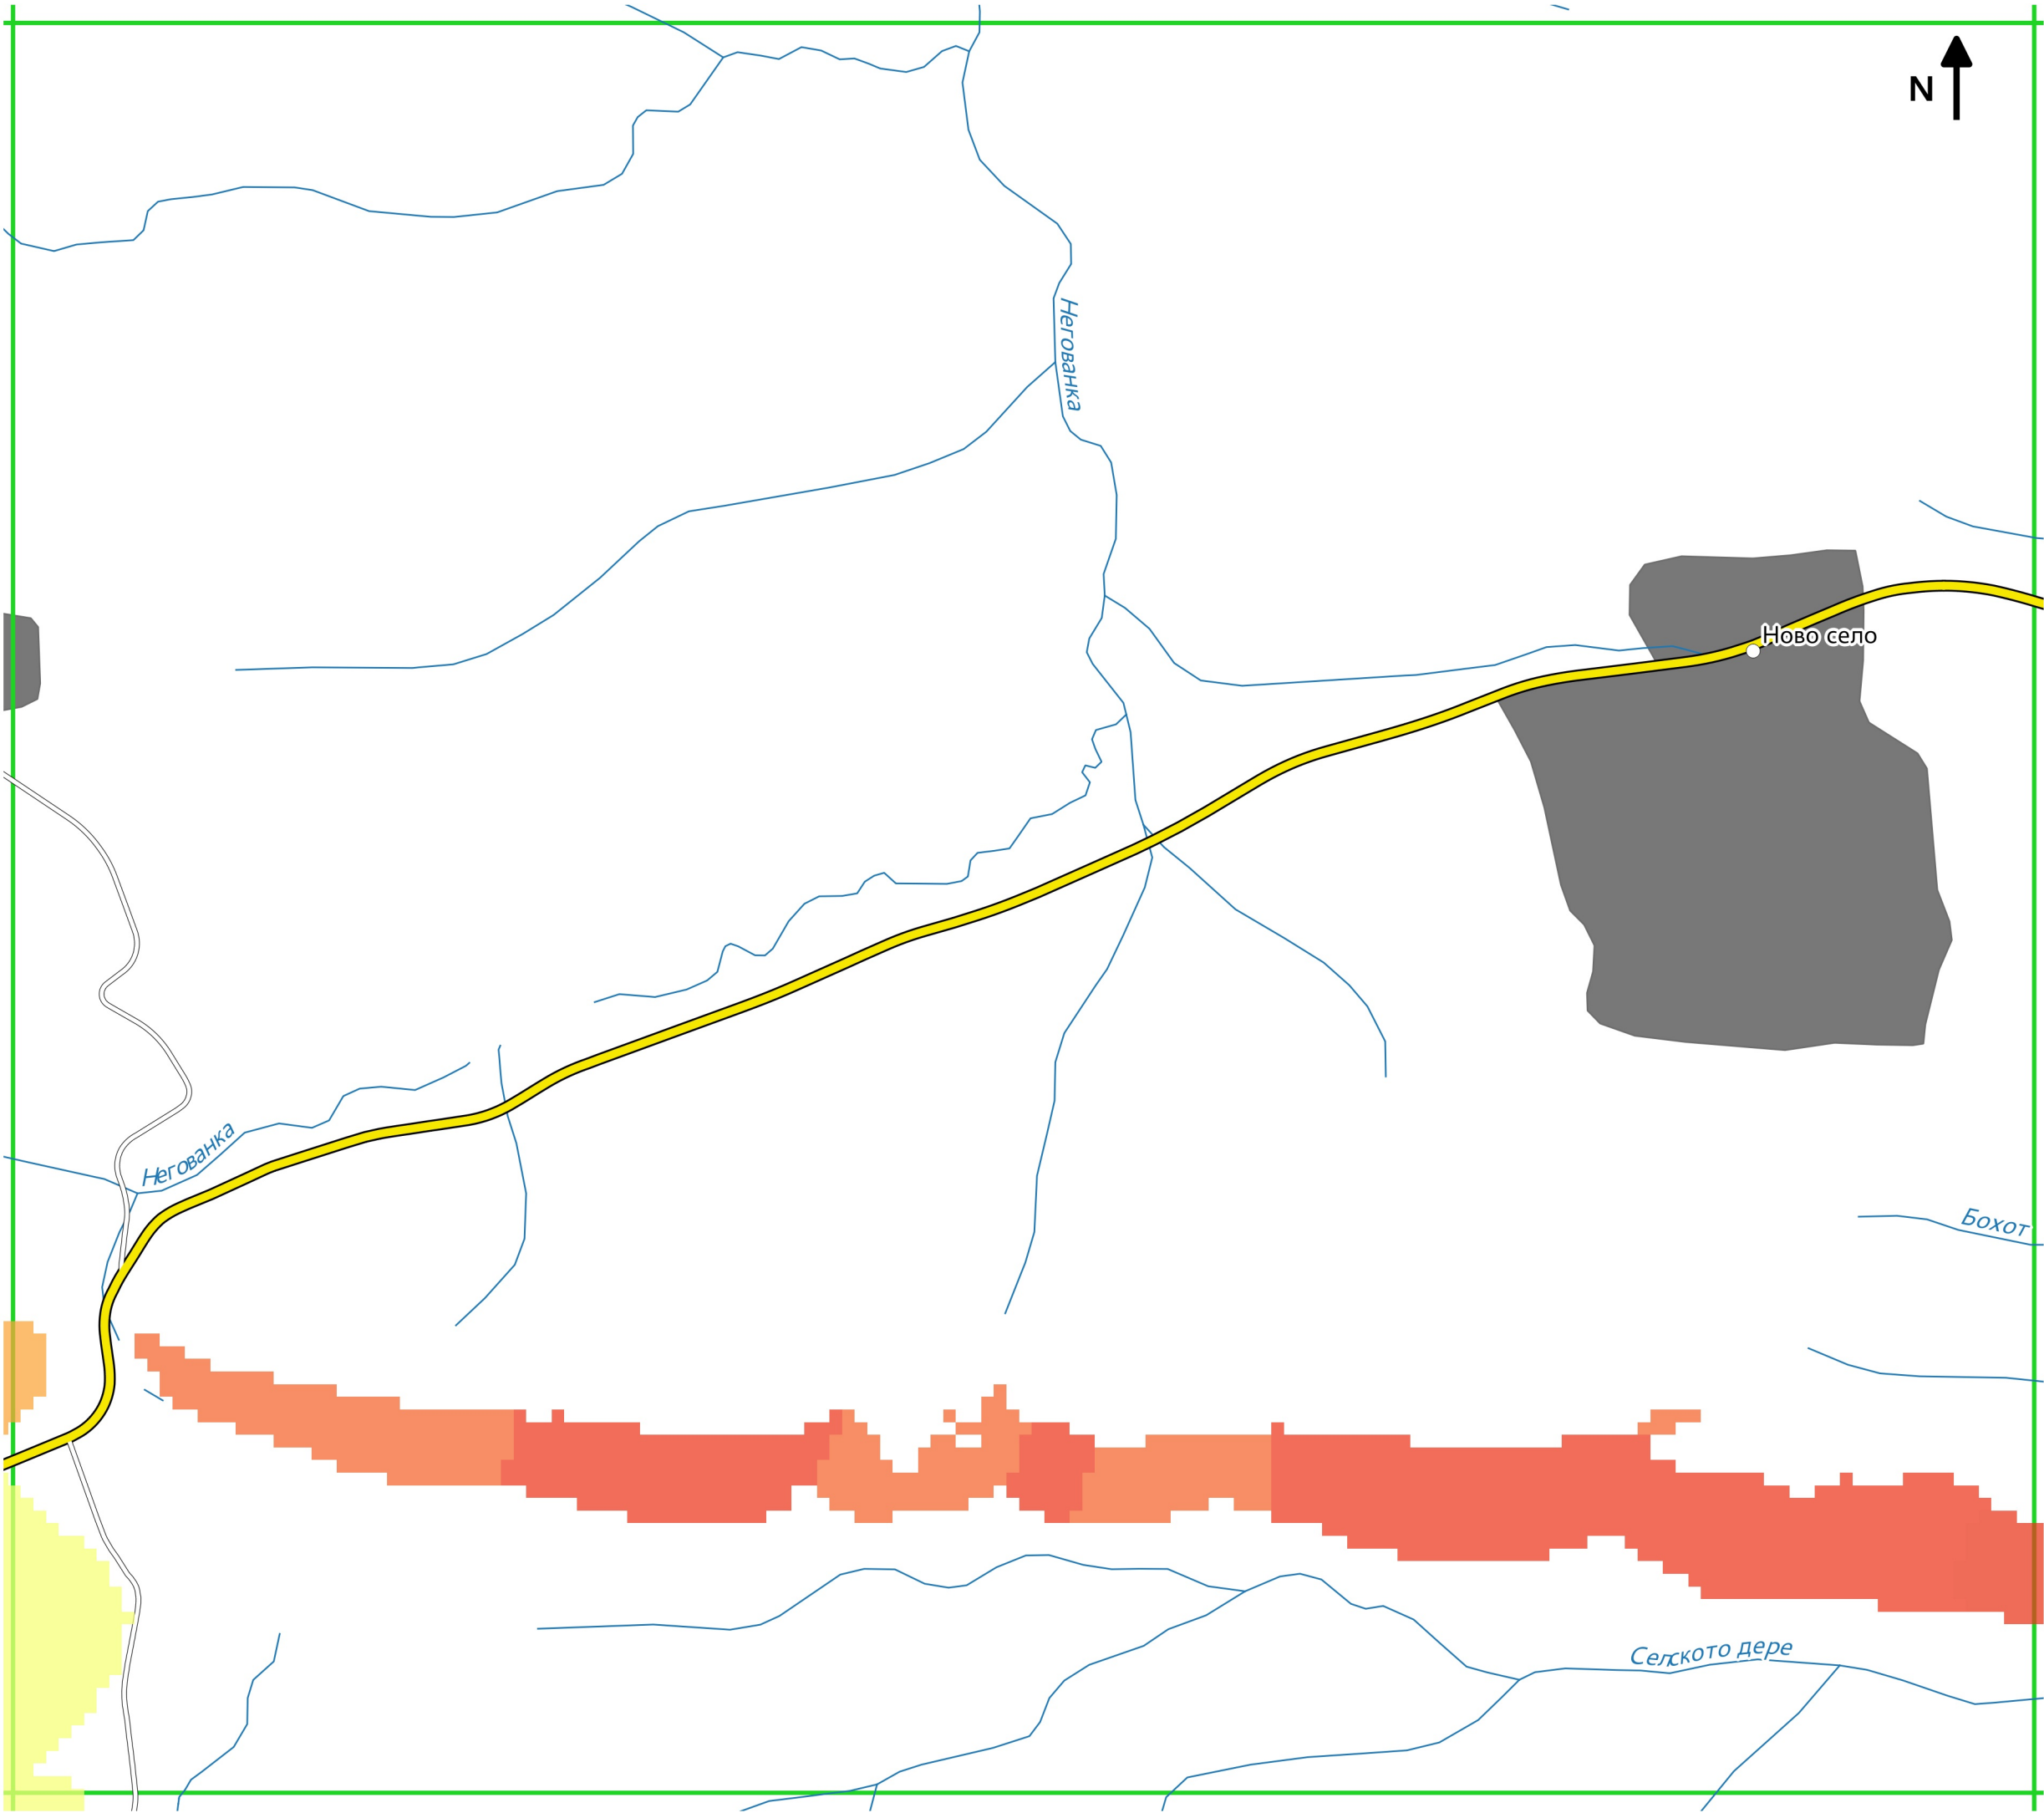 N
Негованка
Ново село
Негованка
Бохот
Селското дере